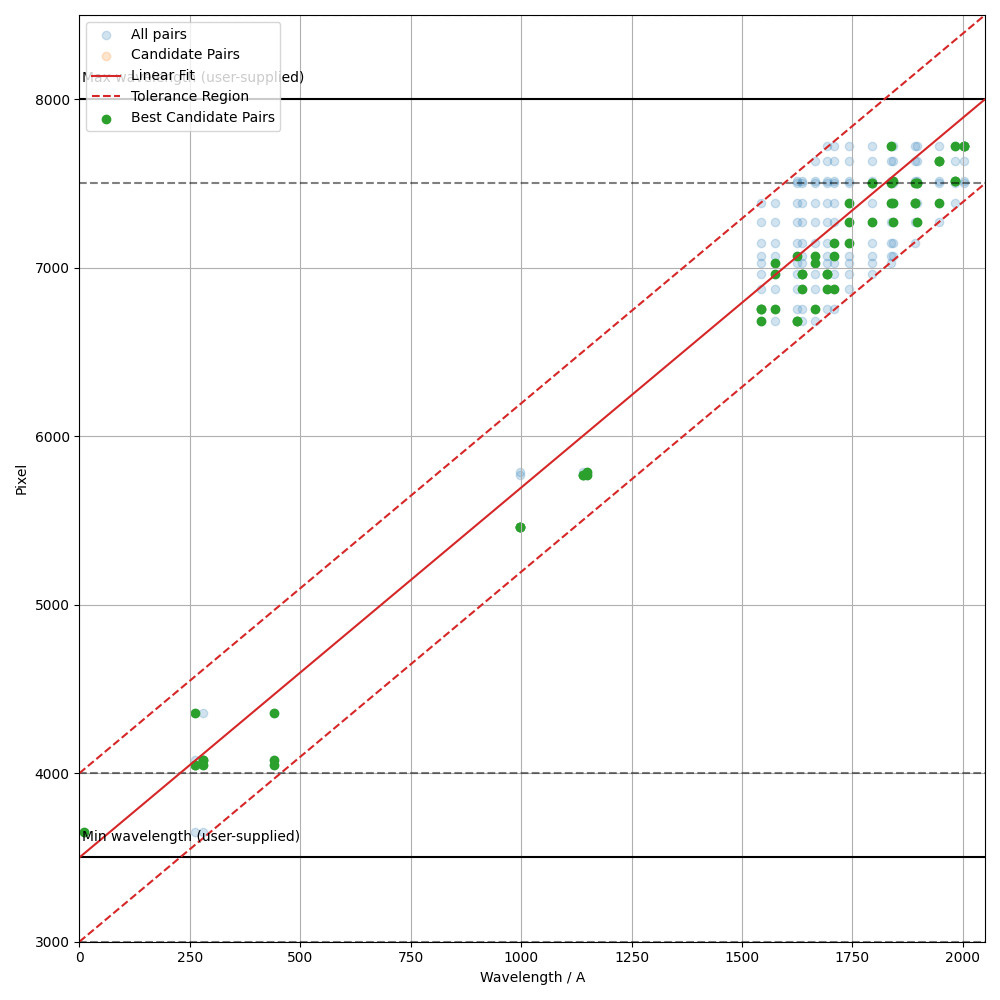 All pairs
Candidate Pairs
Linear Fit
Tolerance Region
Best Candidate Pairs
Max wavelength (user-supplied)
8000
7000
6000
5000
4000
3000
Pixel
Min wavelength (user-supplied)
0 250 500 750 1000 1250 1500 1750 2000
Wavelength / A